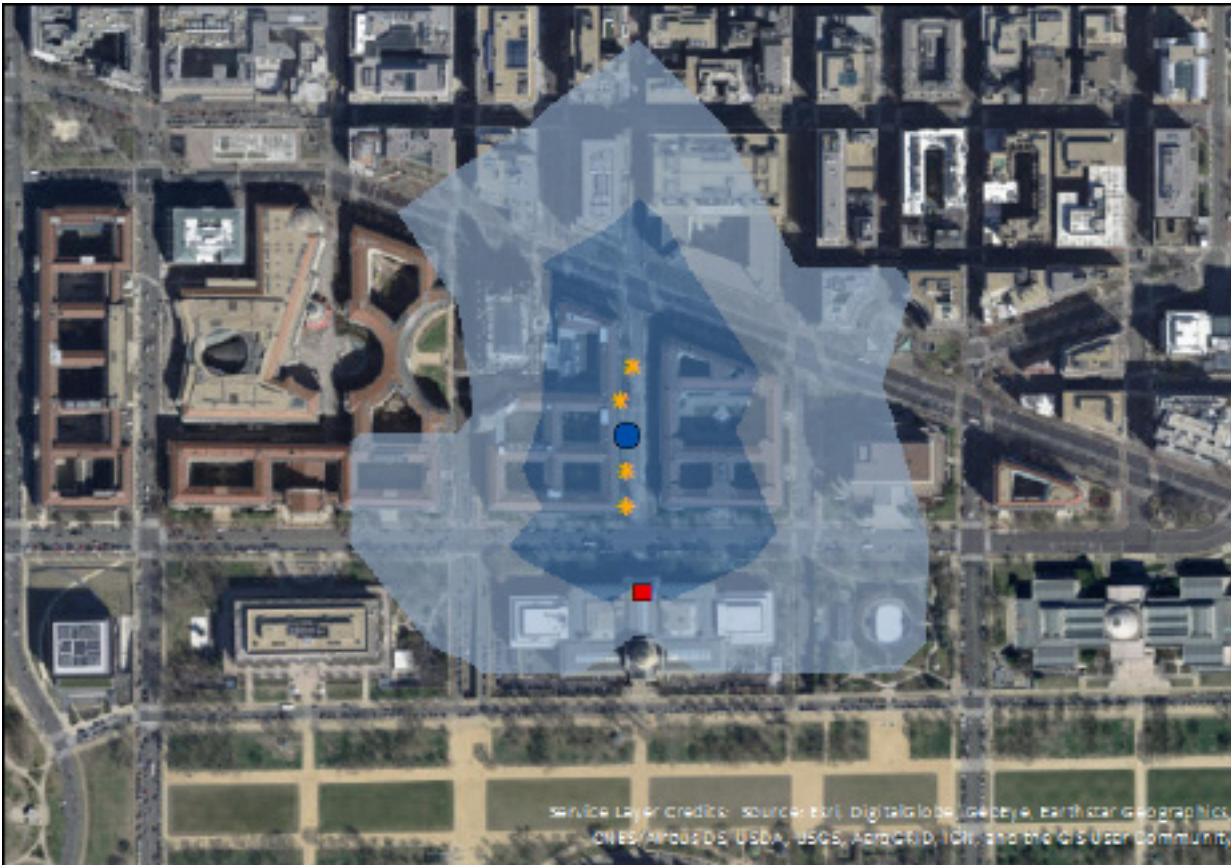 Service Layer Credits: Source: Esri, DigitalGlobe, GeoEye, Earthstar Geographics,
CNES/Airbus DS, USDA, USGS, AeroGRID, IGN, and the GIS User Community